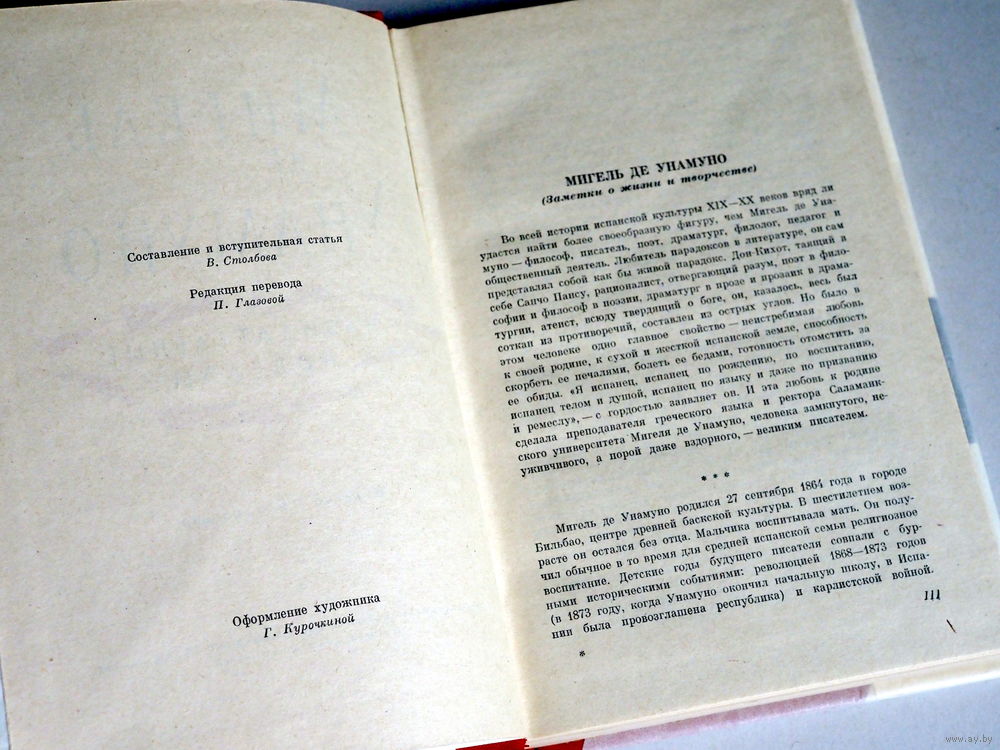 Составление и вступительная статья
В. Столбова
Редакция перевода
П. Глазовой
Оформление художника
Г. Курочкиной
МИГЕЛЬ ДЕ УНАМУНО
(Заметки о жизни и творчестве)
Во всей истории испанской культуры XIX—XX веков вряд ли
удастся найти более своеобразную фигуру, чем Мигель де Уна-
муно — философ, писатель, поэт, драматург, филолог, педагог и
общественный деятель. Любитель парадоксов в литературе, он сам
представлял собой как бы живой парадокс. Дон-Кихот, таящий в
себе Санчо Пансу, рационалист, отвергающий разум, поэт в фило-
софии и философ в поэзии, драматург в прозе и прозаик в драма-
тургии, атеист, всюду твердящий о боге, он, казалось, весь был
соткан из противоречий, составлен из острых углов. Но было в
этом человеке одно главное свойство — неистребимая любовь
к своей родине, к сухой и жесткой испанской земле, способность
скорбеть ее печалями, болеть ее бедами, готовность отомстить за
ее обиды. «Я испанец, испанец по рождению, по воспитанию,
испанец телом и душой, испанец по языку и даже по призванию
и ремеслу», — с гордостью заявляет он. И эта любовь к родине
сделала преподавателя греческого языка и ректора Саламанк-
ского университета Мигеля де Унамуно, человека замкнутого, не-
уживчивого, а порой даже вздорного, — великим писателем.
* * *
Мигель де Унамуно родился 27 сентября 1864 года в городе
Бильбао, центре древней баскской культуры. В шестилетнем воз-
расте он остался без отца. Мальчика воспитывала мать. Он полу-
чил обычное в то время для средней испанской семьи религиозное
воспитание. Детские годы будущего писателя совпали с бур-
ными историческими событиями: революцией 1868—1873 годов
(в 1873 году, когда Унамуно окончил начальную школу, в Испа-
нии была провозглашена республика) и карлистской войной.
III
*
www.ay.by